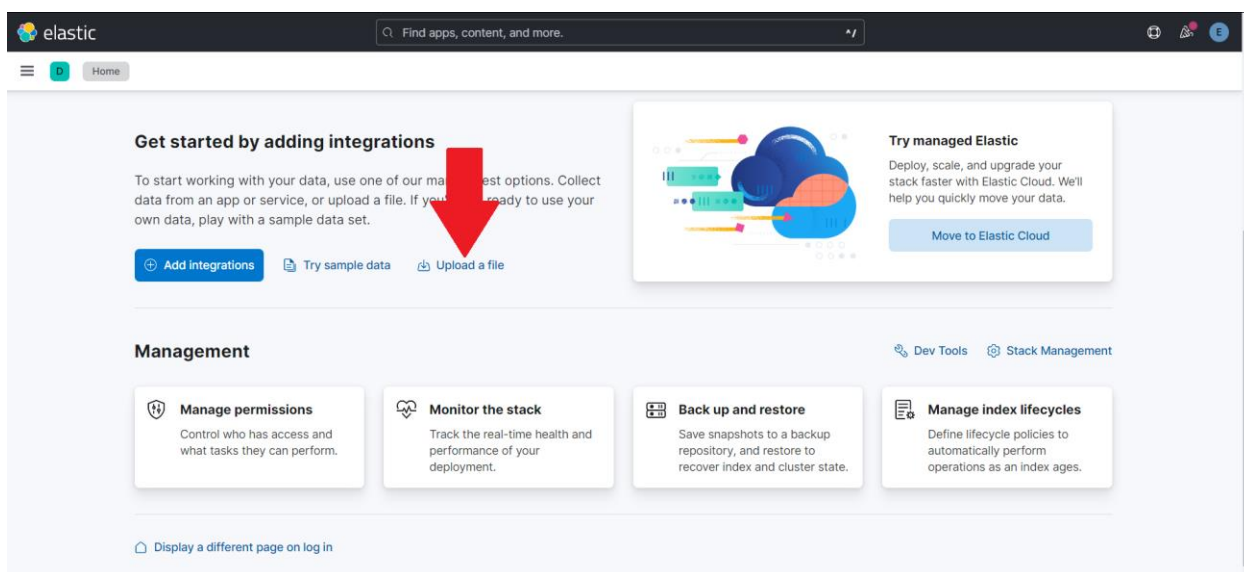 elastic
Find apps, content, and more.
^/
E
D
Home
Get started by adding integrations
To start working with your data, use one of our est options. Collect
data from an app or service, or upload a file. If ready to use your
own data, play with a sample data set.
Add integrations
Try sample data
Upload a file
Try managed Elastic
Deploy, scale, and upgrade your
stack faster with Elastic Cloud. We'll
help you quickly move your data.
Move to Elastic Cloud
Management
Dev Tools
Stack Management
Manage permissions
Control who has access and
what tasks they can perform.
Monitor the stack
Track the real-time health and
performance of your
deployment.
Back up and restore
Save snapshots to a backup
repository, and restore to
recover index and cluster state.
Manage index lifecycles
Define lifecycle policies to
automatically perform
operations as an index ages.
Display a different page on log in